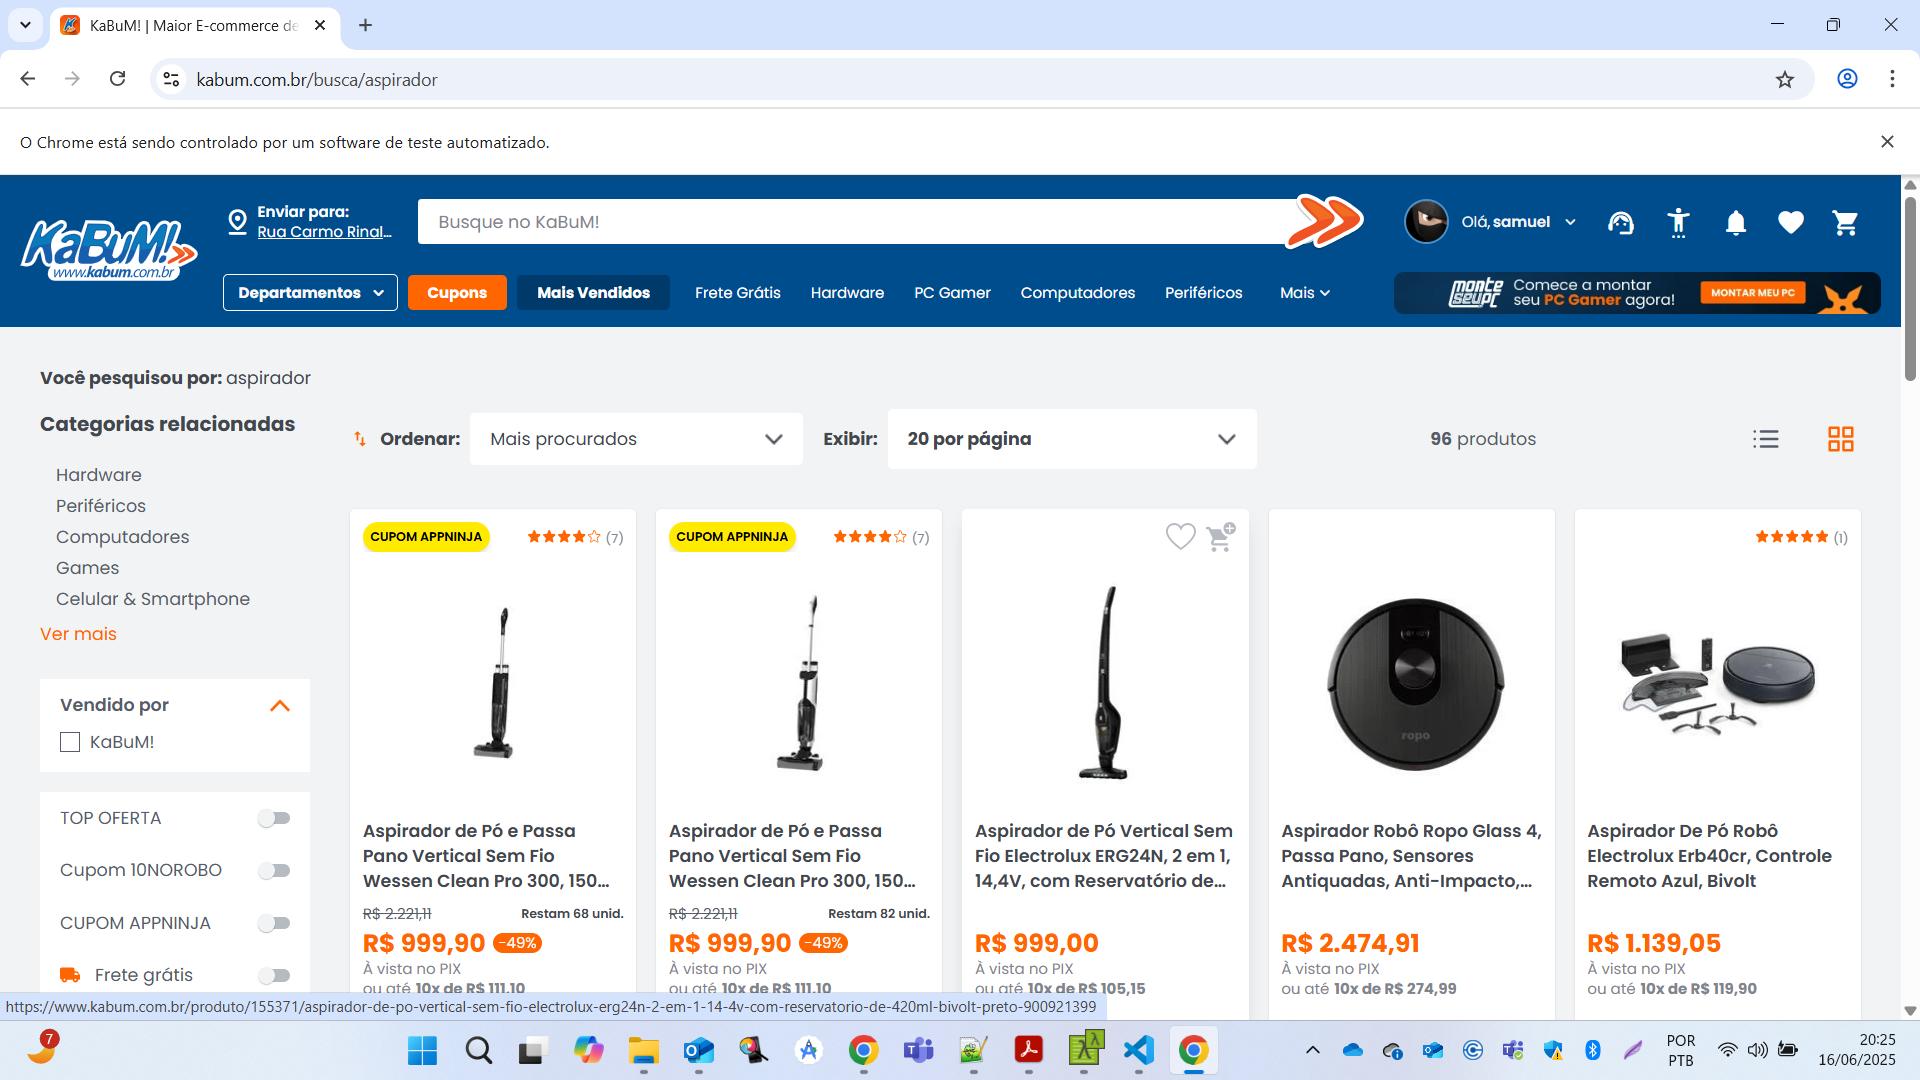 KaBuM! | Maior E-commerce de
kabum.com.br/busca/aspirador
O Chrome está sendo controlado por um software de teste automatizado.
KaBuM!
www.kabum.com.br
Enviar para:
Rua Carmo Rinal...
Busque no KaBuM!
Olá, samuel
Departamentos
Cupons
Mais Vendidos
Frete Grátis
Hardware
PC Gamer
Computadores
Periféricos
Mais
monte seu pc
Comece a montar
seu PC Gamer agora!
MONTAR MEU PC
Você pesquisou por: aspirador
Categorias relacionadas
Hardware
Periféricos
Computadores
Games
Celular & Smartphone
Ver mais
Vendido por
KaBuM!
TOP OFERTA
Cupom 10NOROBO
CUPOM APPNINJA
Frete grátis
Ordenar: Mais procurados
Exibir: 20 por página
96 produtos
CUPOM APPNINJA
(7)
Aspirador de Pó e Passa
Pano Vertical Sem Fio
Wessen Clean Pro 300, 150...
R$ 2.221,11
Restam 68 unid.
R$ 999,90 -49%
À vista no PIX
ou até 10x de R$ 111,10
CUPOM APPNINJA
(7)
Aspirador de Pó e Passa
Pano Vertical Sem Fio
Wessen Clean Pro 300, 150...
R$ 2.221,11
Restam 82 unid.
R$ 999,90 -49%
À vista no PIX
ou até 10x de R$ 111,10
Aspirador de Pó Vertical Sem
Fio Electrolux ERG24N, 2 em 1,
14,4V, com Reservatório de...
R$ 999,00
À vista no PIX
ou até 10x de R$ 105,15
ropo
Aspirador Robô Ropo Glass 4,
Passa Pano, Sensores
Antiquadas, Anti-Impacto,...
R$ 2.474,91
À vista no PIX
ou até 10x de R$ 274,99
(1)
Aspirador De Pó Robô
Electrolux Erb40cr, Controle
Remoto Azul, Bivolt
R$ 1.139,05
À vista no PIX
ou até 10x de R$ 119,90
https://www.kabum.com.br/produto/155371/aspirador-de-po-vertical-sem-fio-electrolux-erg24n-2-em-1-14-4v-com-reservatorio-de-420ml-bivolt-preto-900921399
7
POR
PTB
20:25
16/06/2025